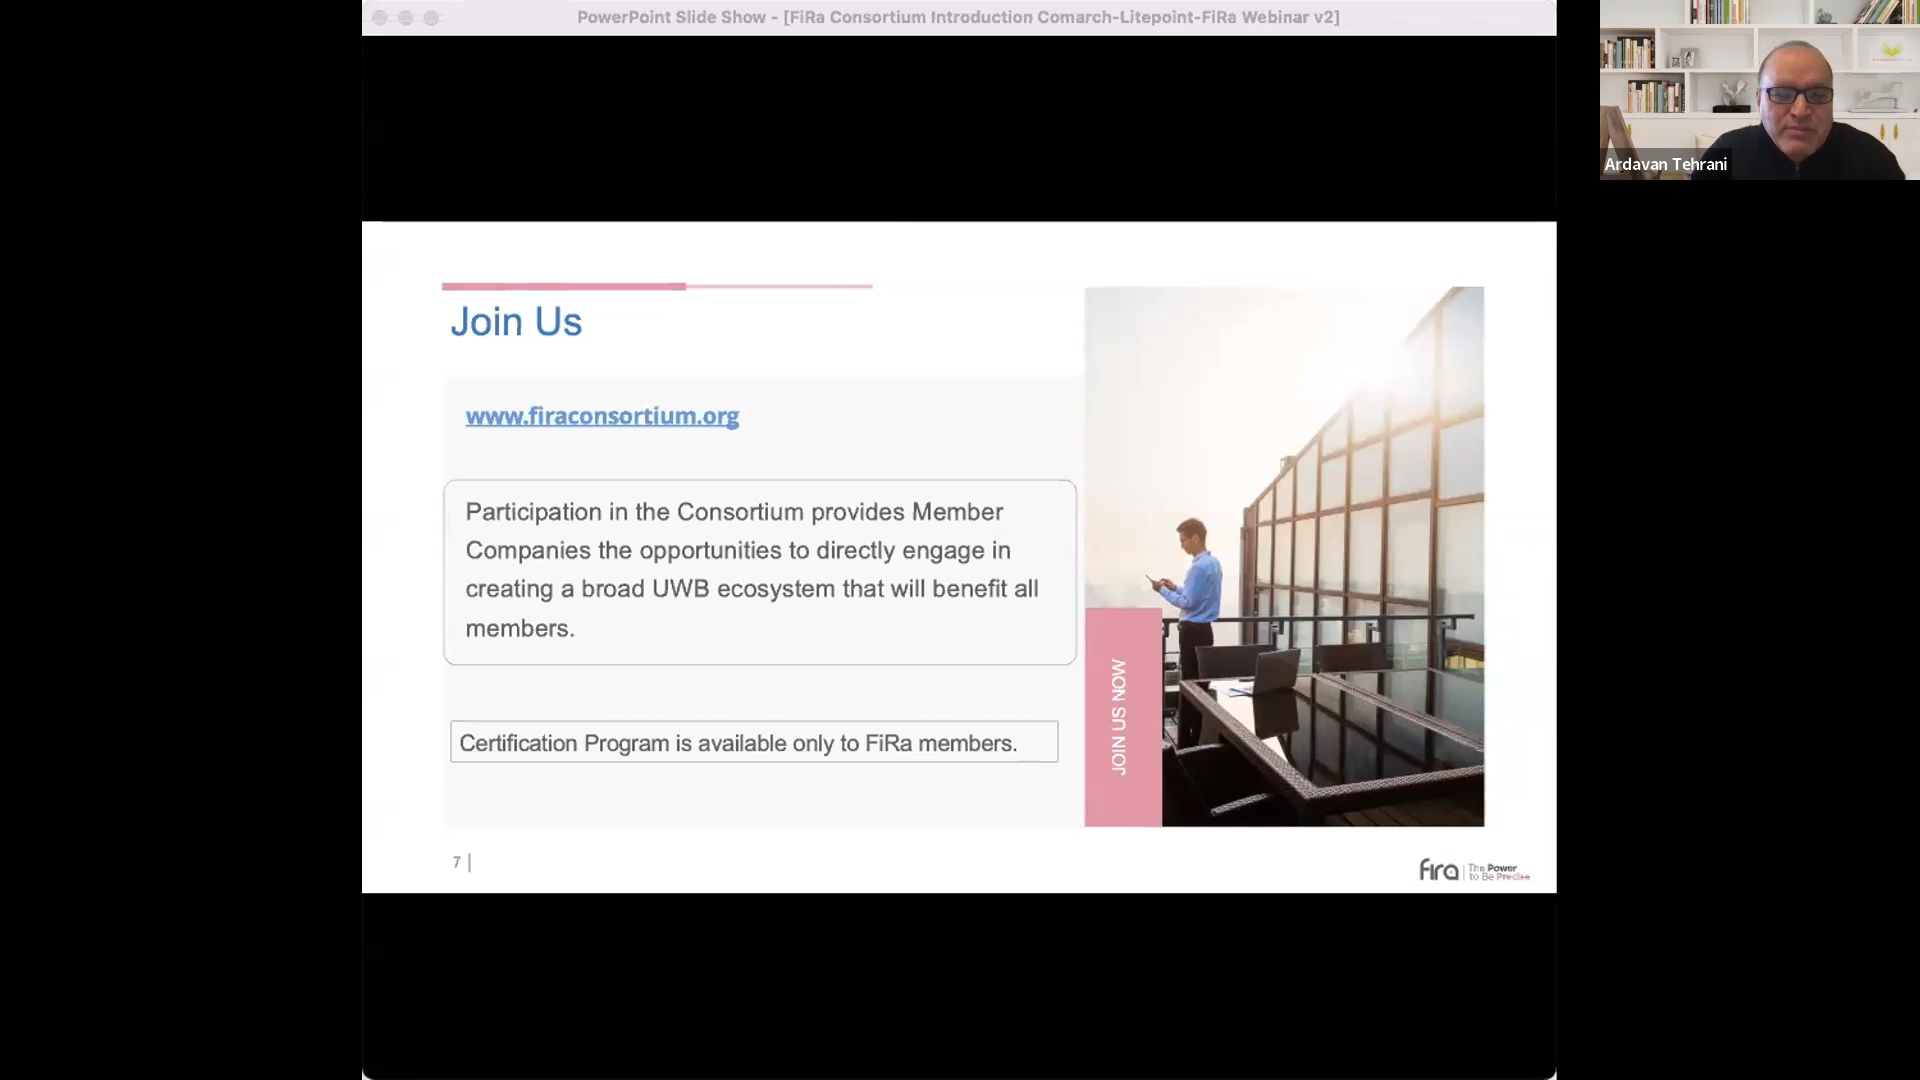 PowerPoint Slide Show - [FiRa Consortium Introduction Comarch-Litepoint-FiRa Webinar v2]
Ardavan Tehrani
Join Us
www.firaconsortium.org
Participation in the Consortium provides Member
Companies the opportunities to directly engage in
creating a broad UWB ecosystem that will benefit all
members.
Certification Program is available only to FiRa members.
JOIN US NOW
7 |
fira | The Power
to Be Precise